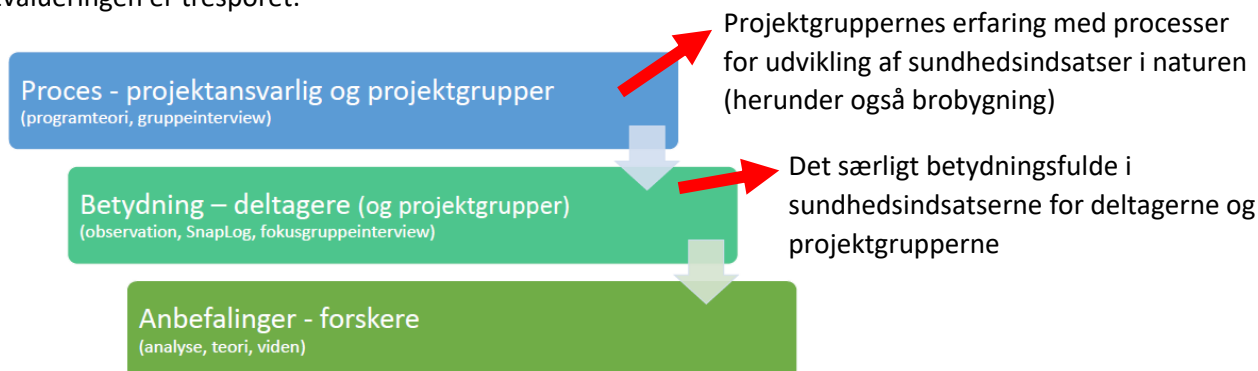 evalueringen er tresporet:
Projektgruppernes erfaring med processer
for udvikling af sundhedsindsatser i naturen
(herunder også brobygning)
Proces - projektansvarlig og projektgrupper
(programteori, gruppeinterview)
Det særligt betydningsfulde i
sundhedsindsatserne for deltagerne og
projektgrupperne
Betydning – deltagere (og projektgrupper)
(observation, SnapLog, fokusgruppeinterview)
Anbefalinger - forskere
(analyse, teori, viden)